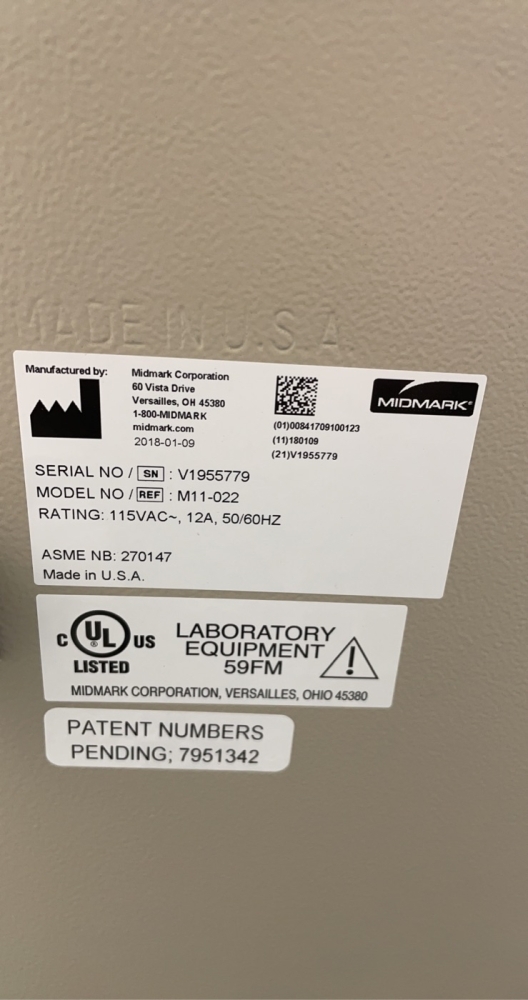 MADE IN U.S.A
Manufactured by:
Midmark Corporation
60 Vista Drive
Versailles, OH 45380
1-800-MIDMARK
midmark.com
2018-01-09
(01)00841709100123
(11)180109
(21)V1955779
MIDMARK®
SERIAL NO / SN : V1955779
MODEL NO / REF : M11-022
RATING: 115VAC~, 12A, 50/60HZ
ASME NB: 270147
Made in U.S.A.
C UL ® US
LISTED
LABORATORY
EQUIPMENT
59FM
!
MIDMARK CORPORATION, VERSAILLES, OHIO 45380
PATENT NUMBERS
PENDING; 7951342